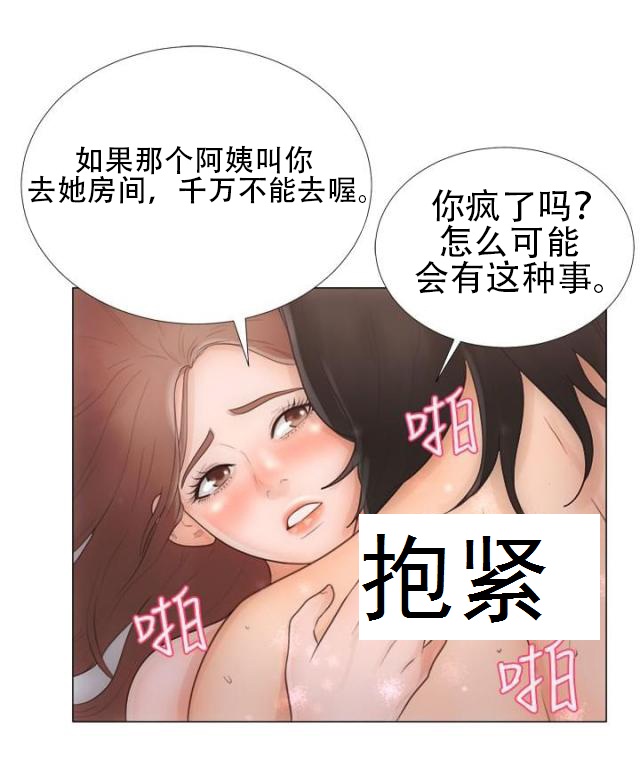 如果那个阿姨叫你
去她房间，千万不能去喔。
你疯了吗？
怎么可能
会有这种事。
啪
抱紧
啪
啪